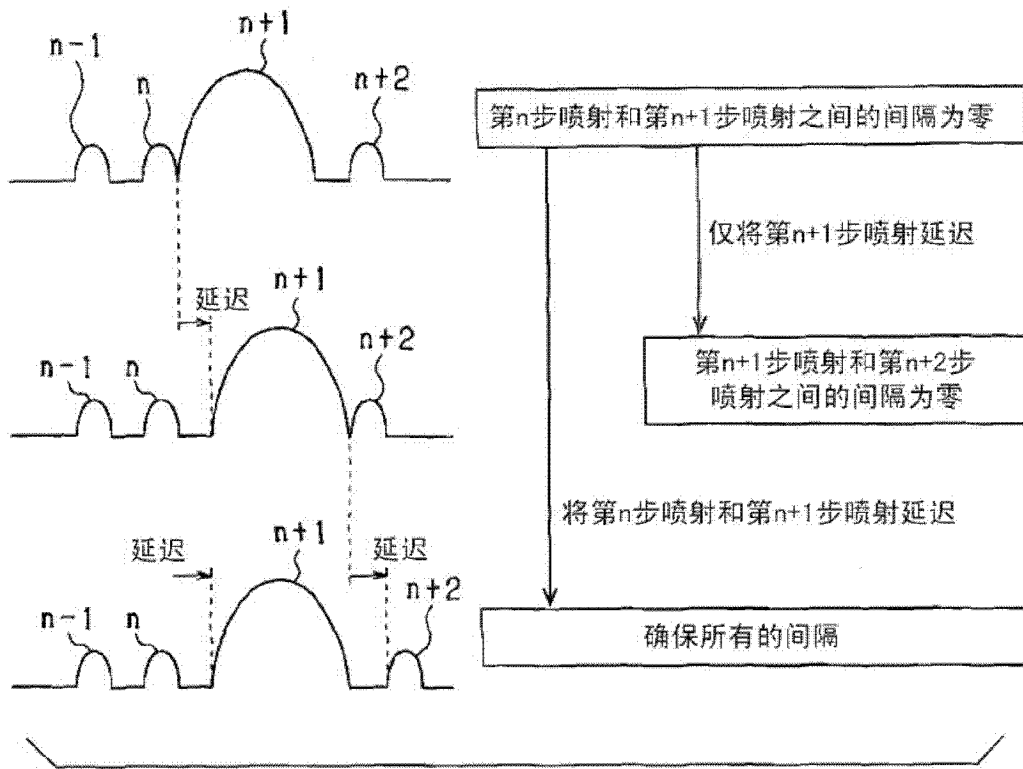 n-1
n
n+1
n+2
第n步喷射和第n+1步喷射之间的间隔为零
仅将第n+1步喷射延迟
延迟
n-1
n
n+1
n+2
第n+1步喷射和第n+2步
喷射之间的间隔为零
将第n步喷射和第n+1步喷射延迟
延迟
延迟
n-1
n
n+1
n+2
确保所有的间隔